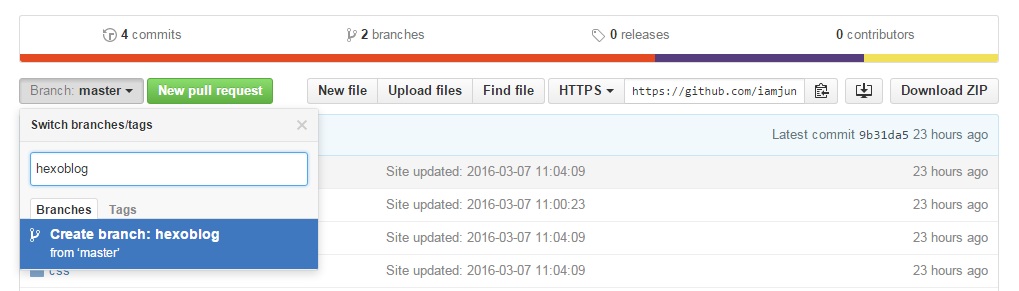 4 commits 2 branches 0 releases 0 contributors
Branch: master New pull request New file Upload files Find file HTTPS https://github.com/iamjun Download ZIP
Switch branches/tags
Latest commit 9b31da5 23 hours ago
hexoblog
Site updated: 2016-03-07 11:04:09 23 hours ago
Branches Tags
Site updated: 2016-03-07 11:00:23 23 hours ago
Create branch: hexoblog
Site updated: 2016-03-07 11:04:09 23 hours ago
from ‘master’
css Site updated: 2016-03-07 11:04:09 23 hours ago